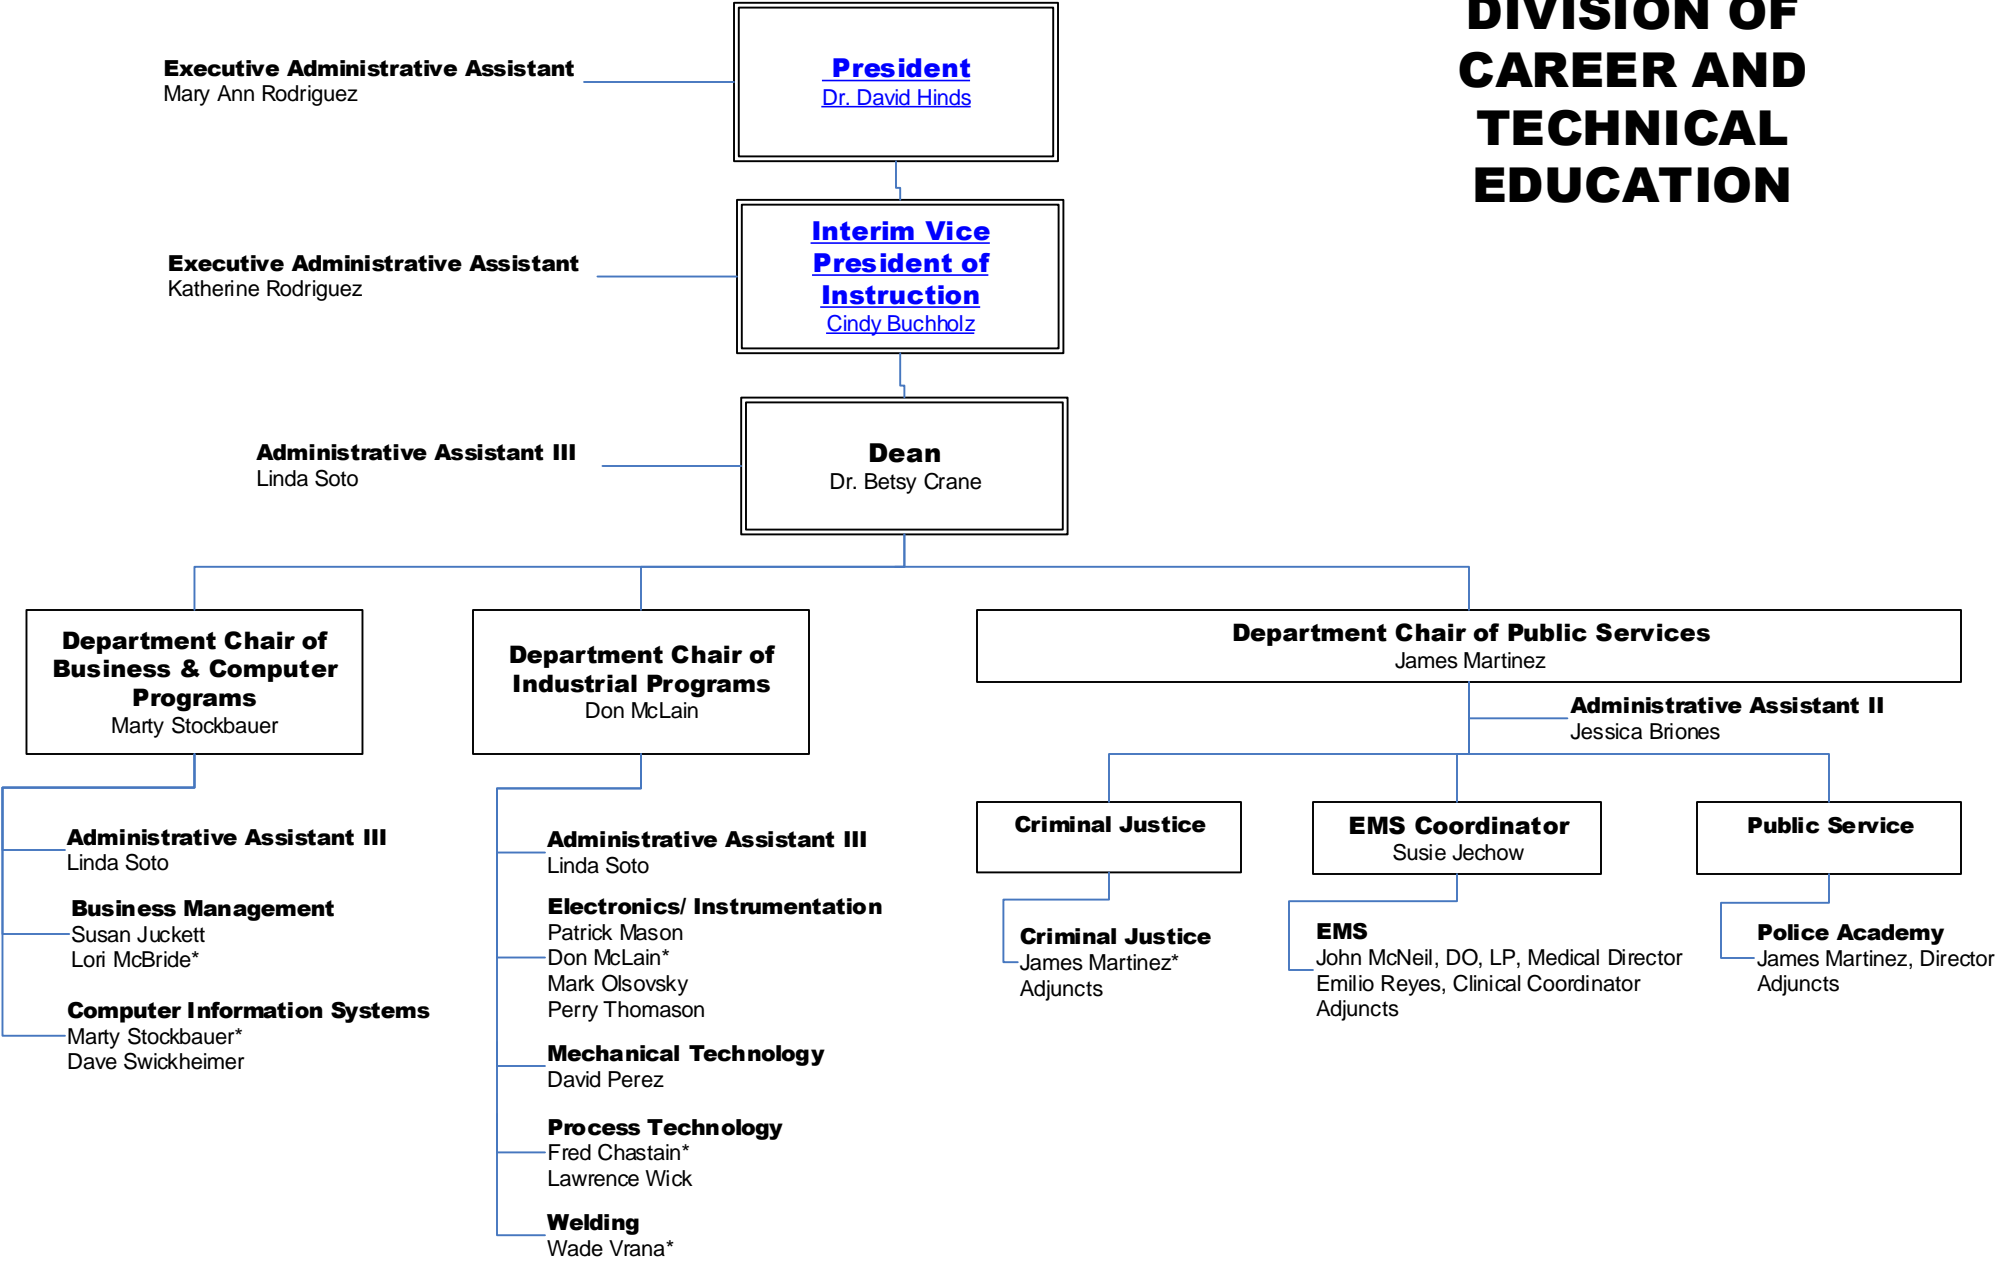 DIVISION OF
CAREER AND
TECHNICAL
EDUCATION
President
Dr. David Hinds
Executive Administrative Assistant
Mary Ann Rodriguez
Interim Vice
President of
Instruction
Cindy Buchholz
Executive Administrative Assistant
Katherine Rodriguez
Dean
Dr. Betsy Crane
Administrative Assistant III
Linda Soto
Department Chair of
Business & Computer
Programs
Marty Stockbauer
Administrative Assistant III
Linda Soto
Business Management
Susan Juckett
Lori McBride*
Computer Information Systems
Marty Stockbauer*
Dave Swickheimer
Department Chair of
Industrial Programs
Don McLain
Administrative Assistant III
Linda Soto
Electronics/ Instrumentation
Patrick Mason
Don McLain*
Mark Olsovsky
Perry Thomason
Mechanical Technology
David Perez
Process Technology
Fred Chastain*
Lawrence Wick
Welding
Wade Vrana*
Department Chair of Public Services
James Martinez
Administrative Assistant II
Jessica Briones
Criminal Justice
Criminal Justice
James Martinez*
Adjuncts
EMS Coordinator
Susie Jechow
EMS
John McNeil, DO, LP, Medical Director
Emilio Reyes, Clinical Coordinator
Adjuncts
Public Service
Police Academy
James Martinez, Director
Adjuncts